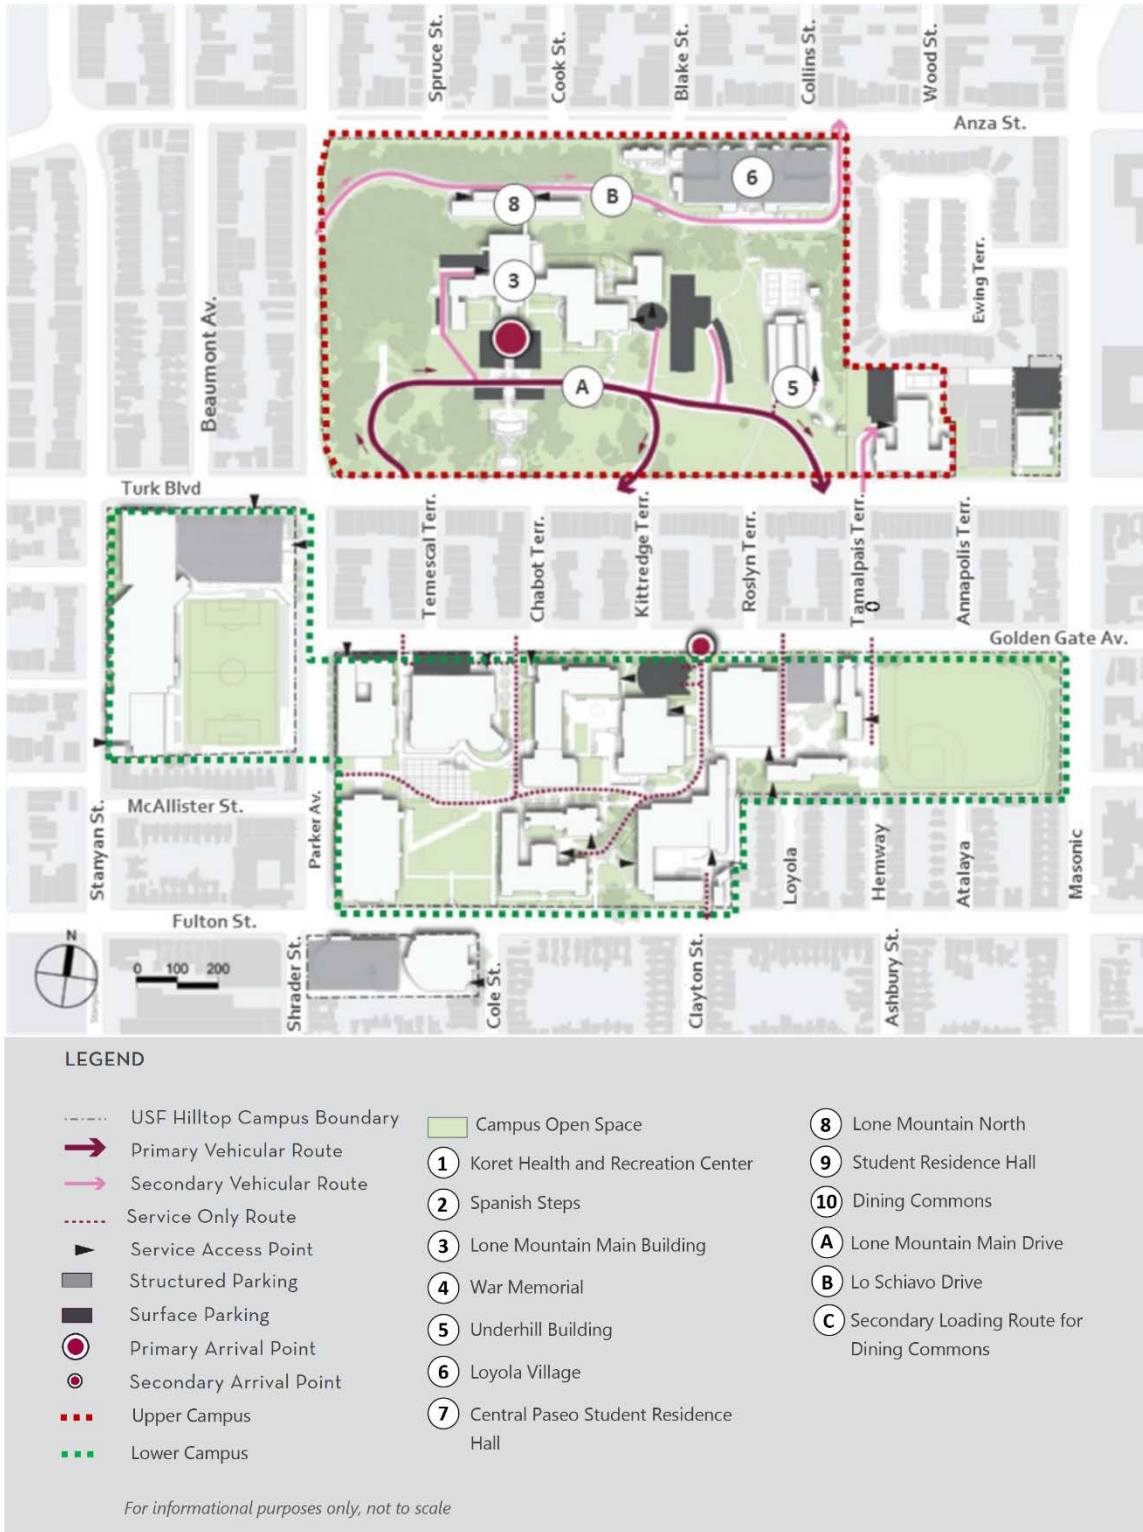 Spruce St.
Cook St.
Blake St.
Collins St.
Wood St.
Anza St.
6
B
8
3
Ewing Terr.
Beaumont Av.
A
5
Turk Blvd
Temescal Terr.
Chabot Terr.
Kittredge Terr.
Roslyn Terr.
Tamalpais Terr.
Annapolis Terr.
0
Golden Gate Av.
Stanyan St.
McAllister St.
Parker Av.
Loyola
Hemway
Atalaya
Masonic
Fulton St.
N
0 100 200
Shrader St.
Cole St.
Clayton St.
Ashbury St.
LEGEND
USF Hilltop Campus Boundary
Primary Vehicular Route
Secondary Vehicular Route
Service Only Route
Service Access Point
Structured Parking
Surface Parking
Primary Arrival Point
Secondary Arrival Point
Upper Campus
Lower Campus
Campus Open Space
1 Koret Health and Recreation Center
2 Spanish Steps
3 Lone Mountain Main Building
4 War Memorial
5 Underhill Building
6 Loyola Village
7 Central Paseo Student Residence
Hall
8 Lone Mountain North
9 Student Residence Hall
10 Dining Commons
A Lone Mountain Main Drive
B Lo Schiavo Drive
C Secondary Loading Route for
Dining Commons
For informational purposes only, not to scale